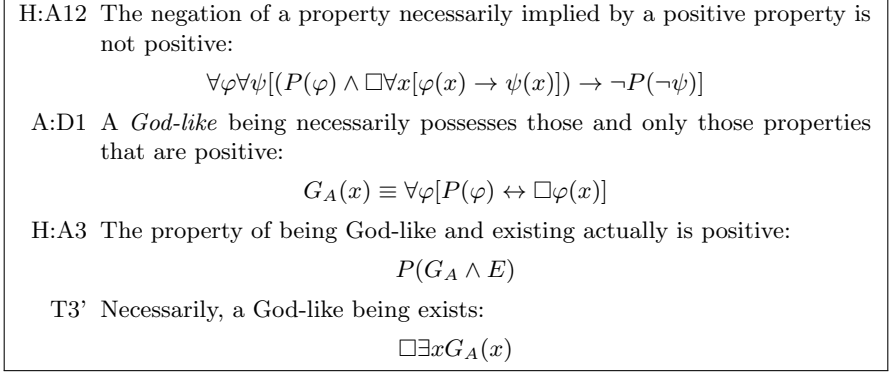 H:A12 The negation of a property necessarily implied by a positive property is
not positive:
∀φ∀ψ[(P(φ) ∧ □∀x[φ(x) → ψ(x)]) → ¬P(¬ψ)]
A:D1 A God-like being necessarily possesses those and only those properties
that are positive:
G_A(x) ≡ ∀φ[P(φ) ↔ □φ(x)]
H:A3 The property of being God-like and existing actually is positive:
P(G_A ∧ E)
T3’ Necessarily, a God-like being exists:
□∃xG_A(x)